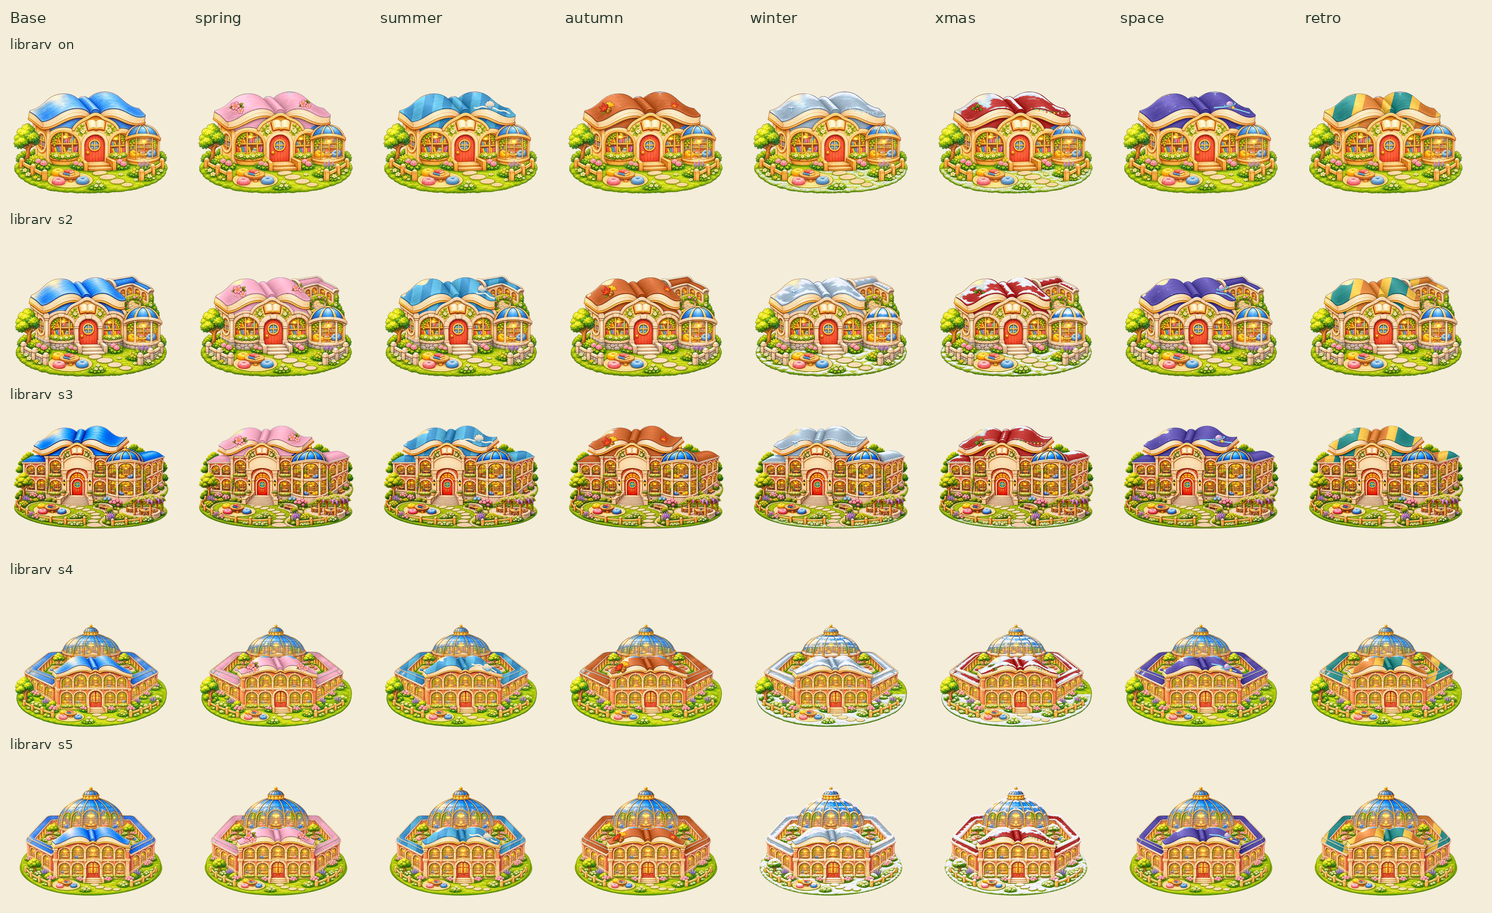 Base spring summer autumn winter xmas space retro
library on
library s2
library s3
library s4
library s5